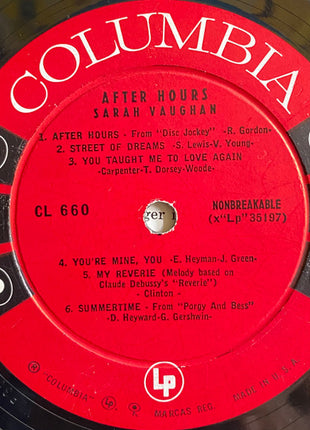 COLUMBIA
AFTER HOURS
SARAH VAUGHAN
1. AFTER HOURS - From "Disc Jockey" -R. Gordon-
2. STREET OF DREAMS -S. Lewis-V. Young-
3. YOU TAUGHT ME TO LOVE AGAIN
-Carpenter-T. Dorsey-Woode-
CL 660
NONBREAKABLE
(x"Lp"35197)
4. YOU'RE MINE, YOU -E. Heyman-J. Green-
5. MY REVERIE (Melody based on
Claude Debussy's "Reverie")
- Clinton -
6. SUMMERTIME - From "Porgy And Bess"
-D. Heyward-G. Gershwin-
Lp
® "COLUMBIA", ® MARCAS REG. MADE IN U.S.A.